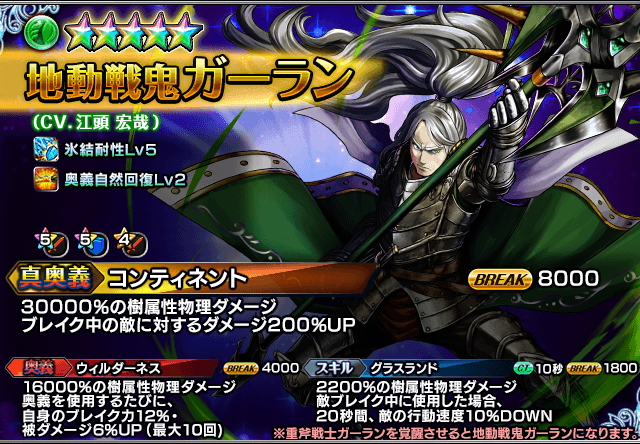 地動戦鬼ガーラン
(CV.江頭 宏哉)
氷結耐性Lv5
奥義自然回復Lv2
5 5 4
真奥義 コンティネント BREAK 8000
30000%の樹属性物理ダメージ
ブレイク中の敵に対するダメージ200%UP
奥義 ウィルダーネス BREAK 4000
16000%の樹属性物理ダメージ
奥義を使用するたびに、
自身のブレイク力12%・
被ダメージ6%UP(最大10回)
スキル グラスランド CT 10秒 BREAK 1800
2200%の樹属性物理ダメージ
敵ブレイク中に使用した場合、
20秒間、敵の行動速度10%DOWN
※重斧戦士ガーランを覚醒させると地動戦鬼ガーランになります。